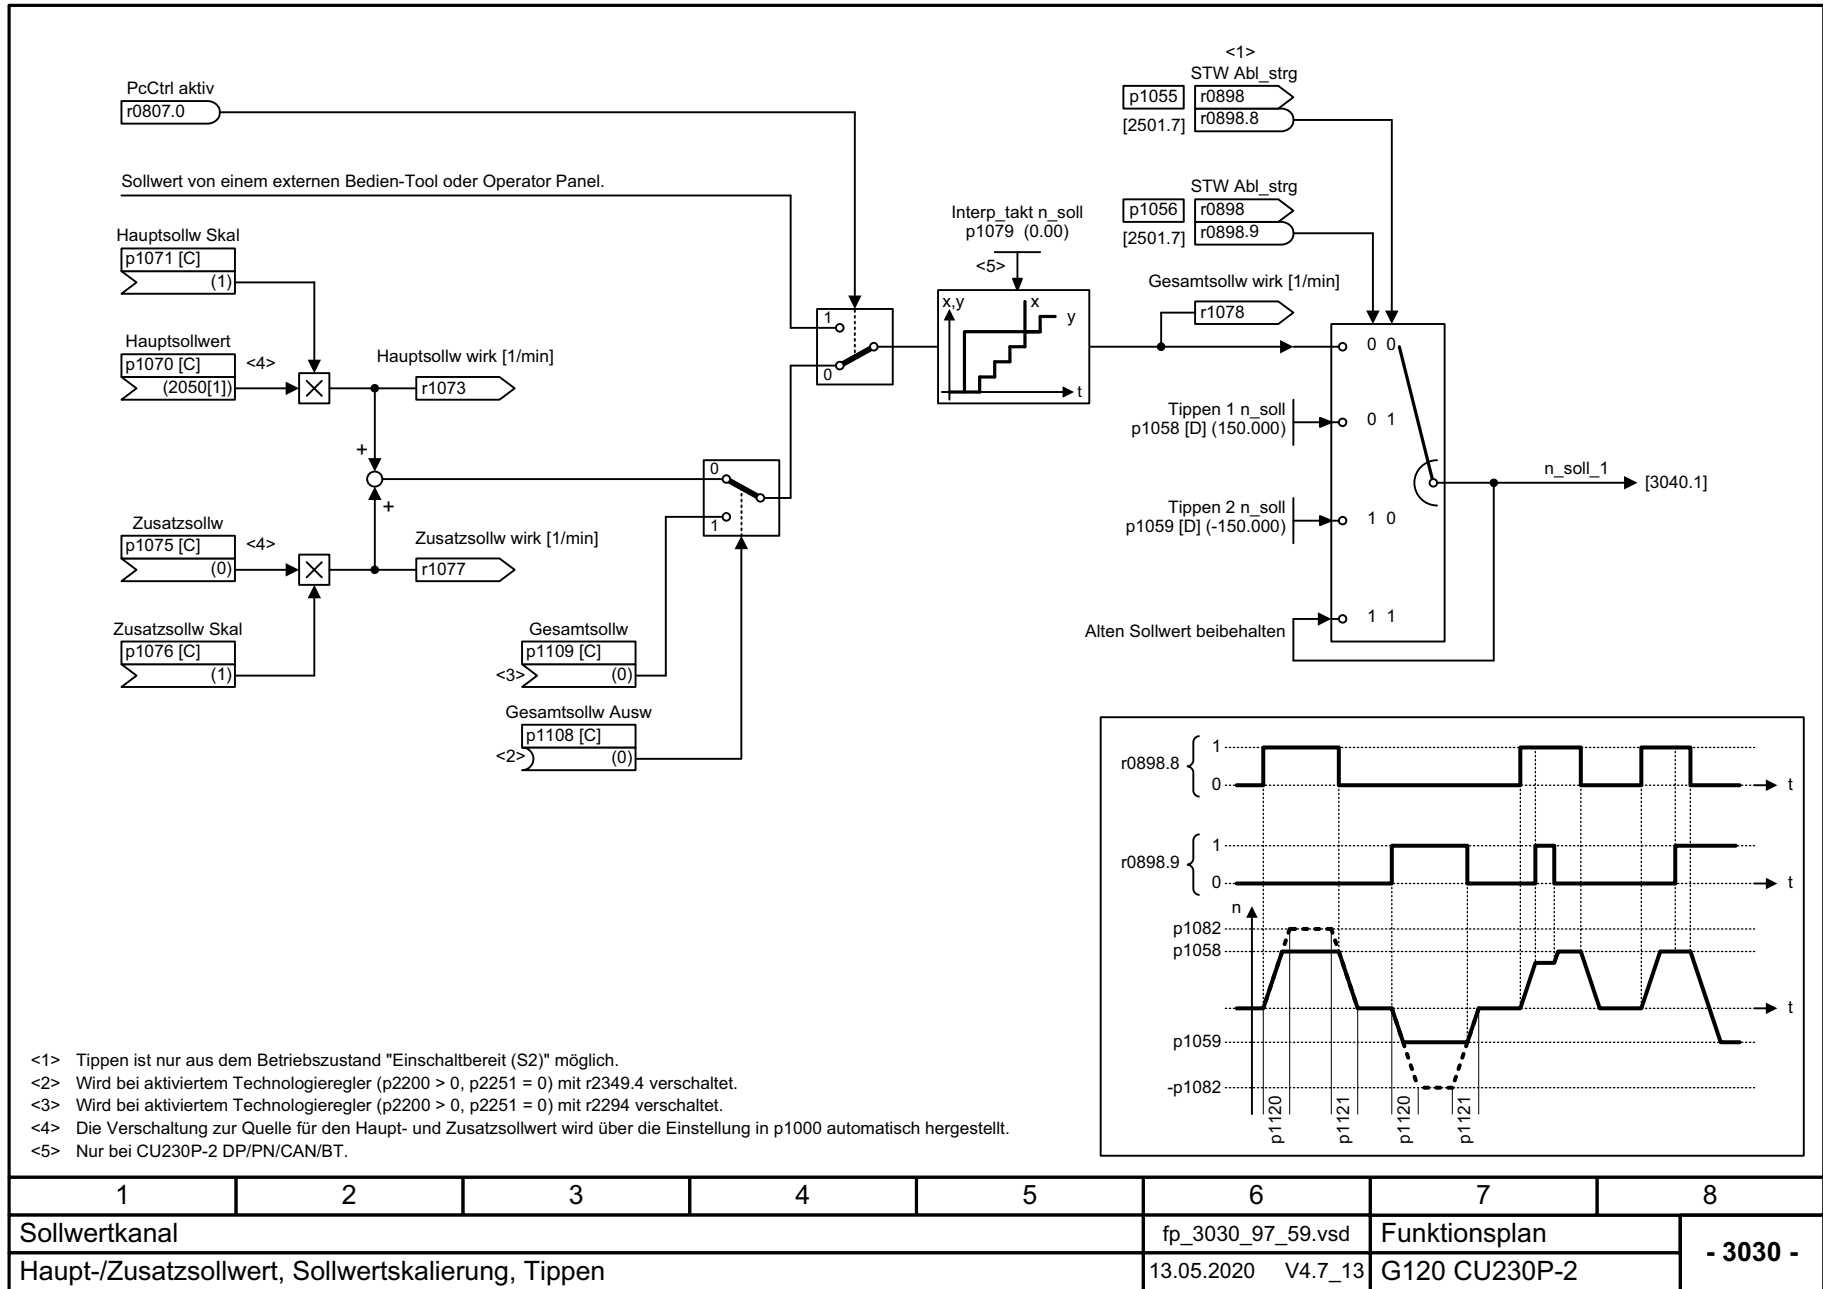 PcCtrl aktiv
r0807.0
Sollwert von einem externen Bedien-Tool oder Operator Panel.
Hauptsollw Skal
p1071 [C]
(1)
Hauptsollwert
p1070 [C]
(2050[1])
<4>
Hauptsollw wirk [1/min]
r1073
+
+
Zusatzsollw
p1075 [C]
(0)
<4>
Zusatzsollw wirk [1/min]
r1077
Zusatzsollw Skal
p1076 [C]
(1)
Gesamtsollw
p1109 [C]
<3>
(0)
Gesamtsollw Ausw
p1108 [C]
<2>
(0)
0
1
1
0
Interp_takt n_soll
p1079 (0.00)
<5>
x,y
x
y
t
<1>
STW Abl_strg
p1055
r0898
[2501.7]
r0898.8
STW Abl_strg
p1056
r0898
[2501.7]
r0898.9
Gesamtsollw wirk [1/min]
r1078
0 0
Tippen 1 n_soll
p1058 [D] (150.000)
0 1
Tippen 2 n_soll
p1059 [D] (-150.000)
1 0
Alten Sollwert beibehalten
1 1
n_soll_1
[3040.1]
r0898.8
1
0
t
r0898.9
1
0
t
n
p1082
p1058
t
p1059
-p1082
p1120
p1121
p1120
p1121
<1> Tippen ist nur aus dem Betriebszustand "Einschaltbereit (S2)" möglich.
<2> Wird bei aktiviertem Technologieregler (p2200 > 0, p2251 = 0) mit r2349.4 verschaltet.
<3> Wird bei aktiviertem Technologieregler (p2200 > 0, p2251 = 0) mit r2294 verschaltet.
<4> Die Verschaltung zur Quelle für den Haupt- und Zusatzsollwert wird über die Einstellung in p1000 automatisch hergestellt.
<5> Nur bei CU230P-2 DP/PN/CAN/BT.
1 2 3 4 5 6 7 8
Sollwertkanal
fp_3030_97_59.vsd
Funktionsplan
- 3030 -
Haupt-/Zusatzsollwert, Sollwertskalierung, Tippen
13.05.2020 V4.7_13
G120 CU230P-2